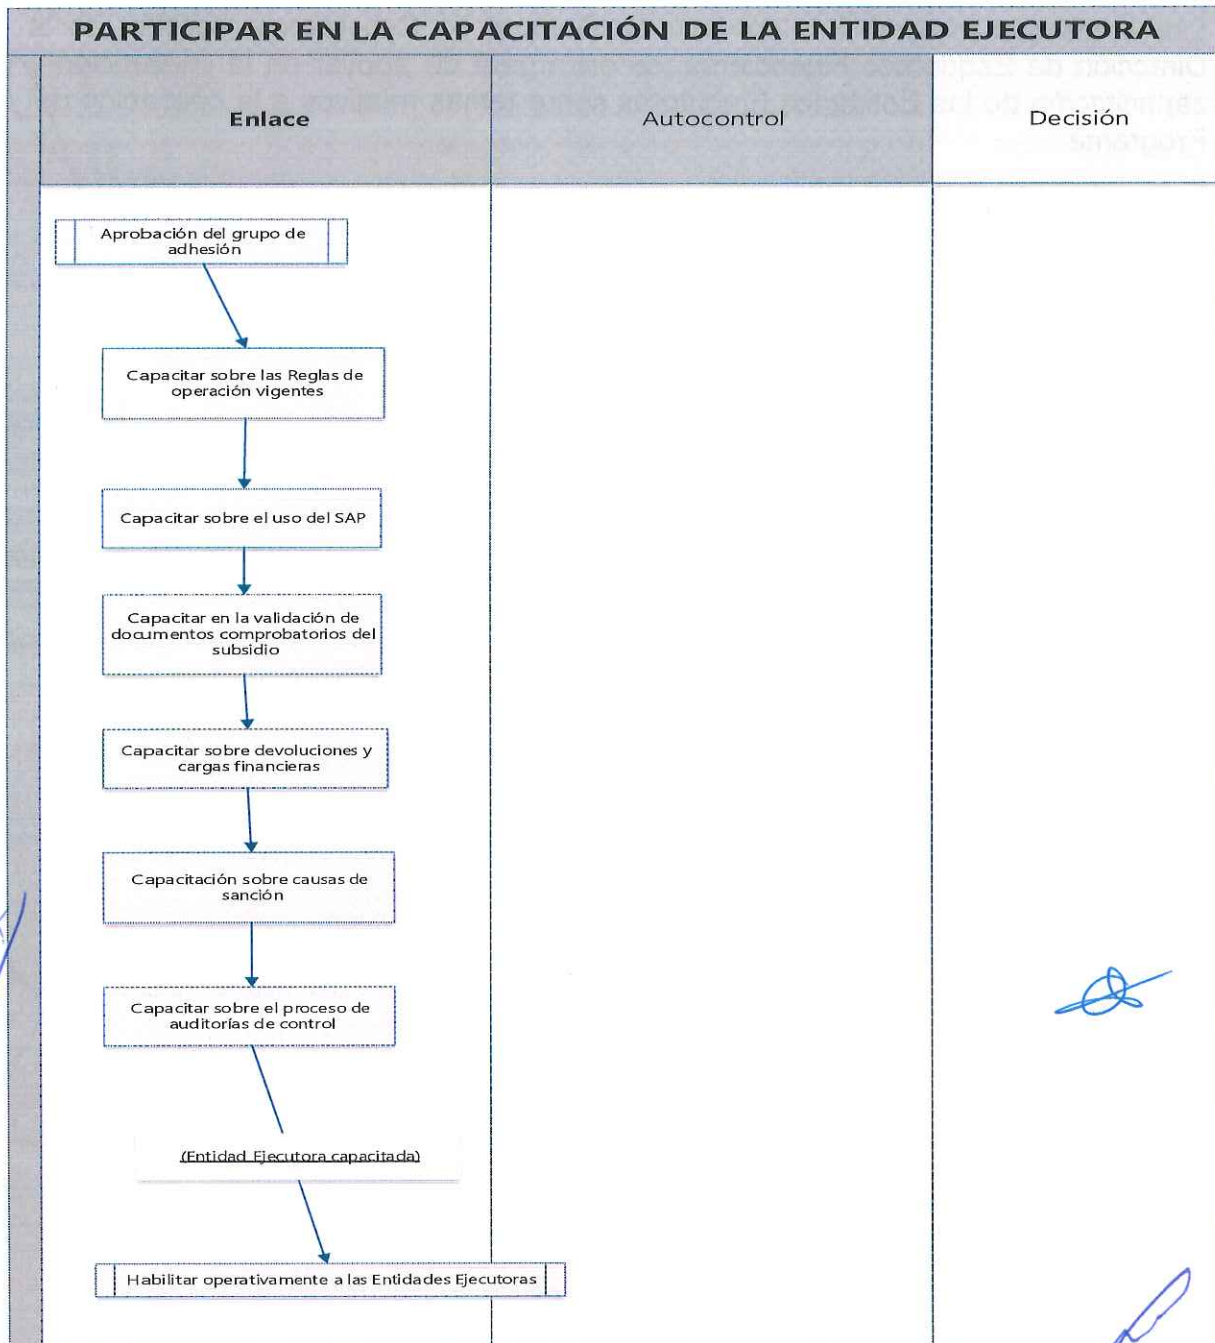 PARTICIPAR EN LA CAPACITACIÓN DE LA ENTIDAD EJECUTORA
Enlace
Autocontrol
Decisión
Aprobación del grupo de
adhesión
Capacitar sobre las Reglas de
operación vigentes
Capacitar sobre el uso del SAP
Capacitar en la validación de
documentos comprobatorios del
subsidio
Capacitar sobre devoluciones y
cargas financieras
Capacitación sobre causas de
sanción
Capacitar sobre el proceso de
auditorías de control
(Entidad Ejecutora capacitada)
Habilitar operativamente a las Entidades Ejecutoras